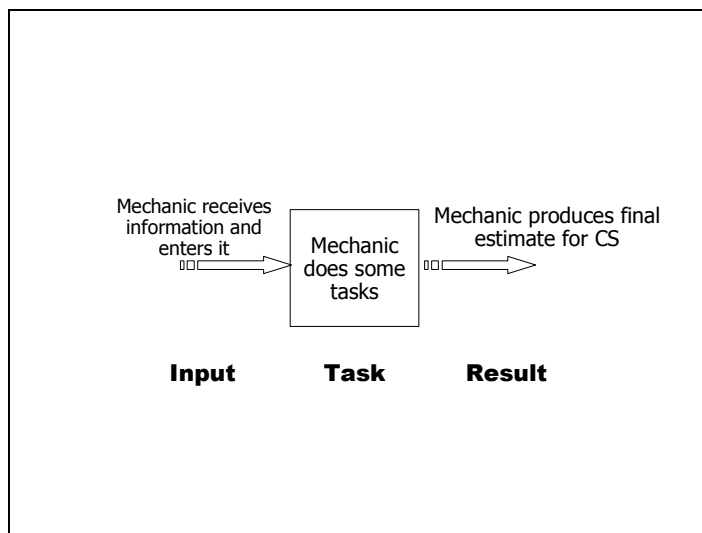 Mechanic receives
information and
enters it
Mechanic
does some
tasks
Mechanic produces final
estimate for CS
Input
Task
Result